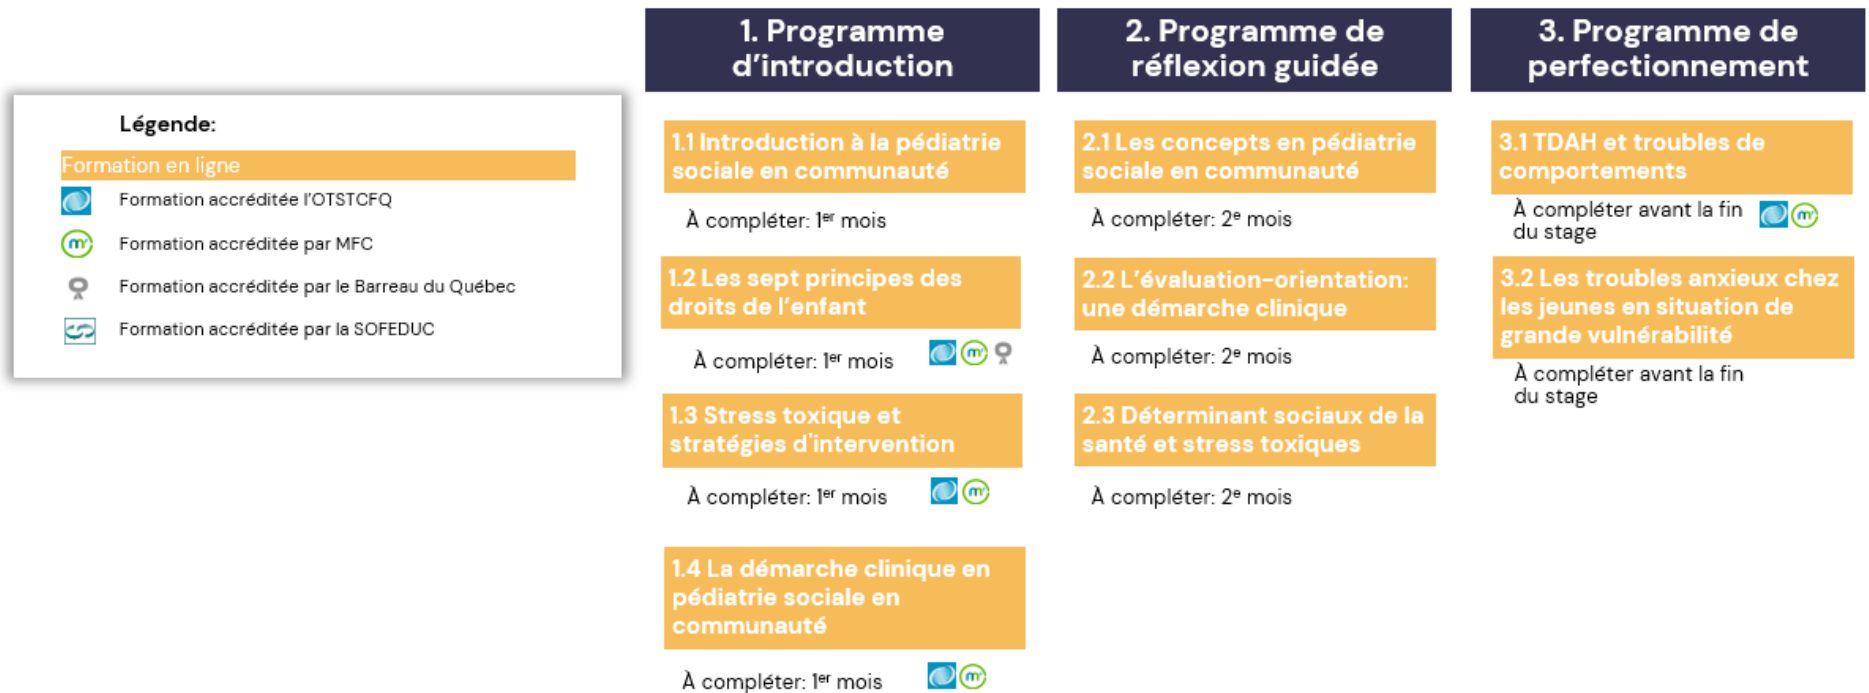 Légende:
Formation en ligne
Formation accréditée l'OTSTCFQ
Formation accréditée par MFC
Formation accréditée par le Barreau du Québec
Formation accréditée par la SOFEDUC
1. Programme
d'introduction
1.1 Introduction à la pédiatrie
sociale en communauté
À compléter: 1er mois
1.2 Les sept principes des
droits de l'enfant
À compléter: 1er mois
1.3 Stress toxique et
stratégies d'intervention
À compléter: 1er mois
1.4 La démarche clinique en
pédiatrie sociale en
communauté
À compléter: 1er mois
2. Programme de
réflexion guidée
2.1 Les concepts en pédiatrie
sociale en communauté
À compléter: 2e mois
2.2 L'évaluation-orientation:
une démarche clinique
À compléter: 2e mois
2.3 Déterminant sociaux de la
santé et stress toxiques
À compléter: 2e mois
3. Programme de
perfectionnement
3.1 TDAH et troubles de
comportements
À compléter avant la fin
du stage
3.2 Les troubles anxieux chez
les jeunes en situation de
grande vulnérabilité
À compléter avant la fin
du stage